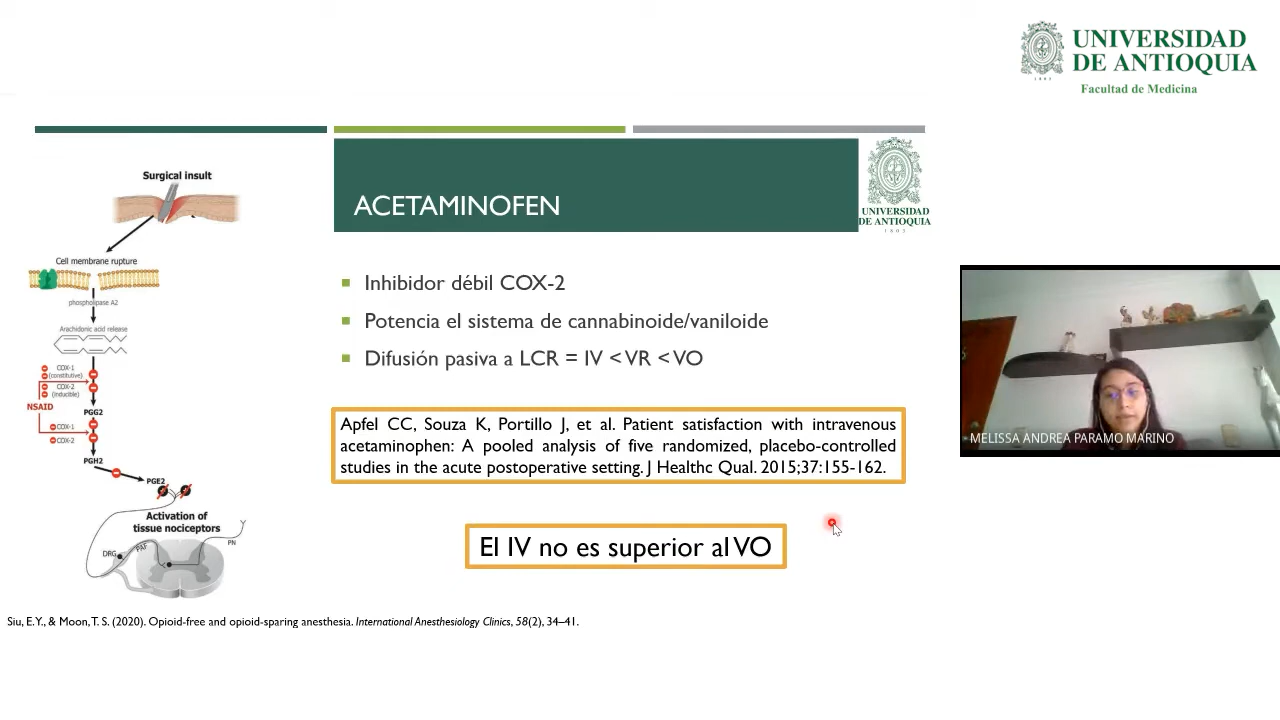 UNIVERSIDAD
DE ANTIOQUIA
1803
Facultad de Medicina
ACETAMINOFEN
UNIVERSIDAD
DE ANTIOQUIA
1803
Surgical insult
Cell membrane rupture
phospholipase A2
Arachidonic acid release
COX-1
(constitutive)
COX-2
(inducible)
NSAID
PGG2
COX-1
COX-2
PGH2
PGE2
Activation of
tissue nociceptors
DRG
PAF
PN
Inhibidor débil COX-2
Potencia el sistema de cannabinoide/vaniloide
Difusión pasiva a LCR = IV < VR < VO
Apfel CC, Souza K, Portillo J, et al. Patient satisfaction with intravenous
acetaminophen: A pooled analysis of five randomized, placebo-controlled
studies in the acute postoperative setting. J Healthc Qual. 2015;37:155-162.
El IV no es superior al VO
Siu, E.Y., & Moon, T. S. (2020). Opioid-free and opioid-sparing anesthesia. International Anesthesiology Clinics, 58(2), 34–41.
MELISSA ANDREA PARAMO MARINO